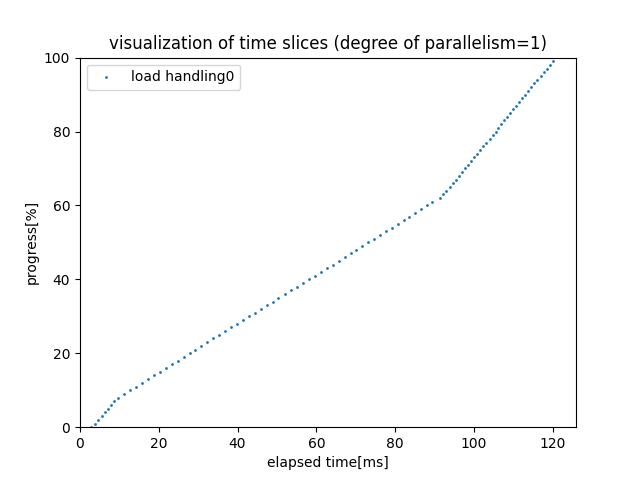 visualization of time slices (degree of parallelism=1)
load handling0
progress[%]
100
80
60
40
20
0
0 20 40 60 80 100 120
elapsed time[ms]